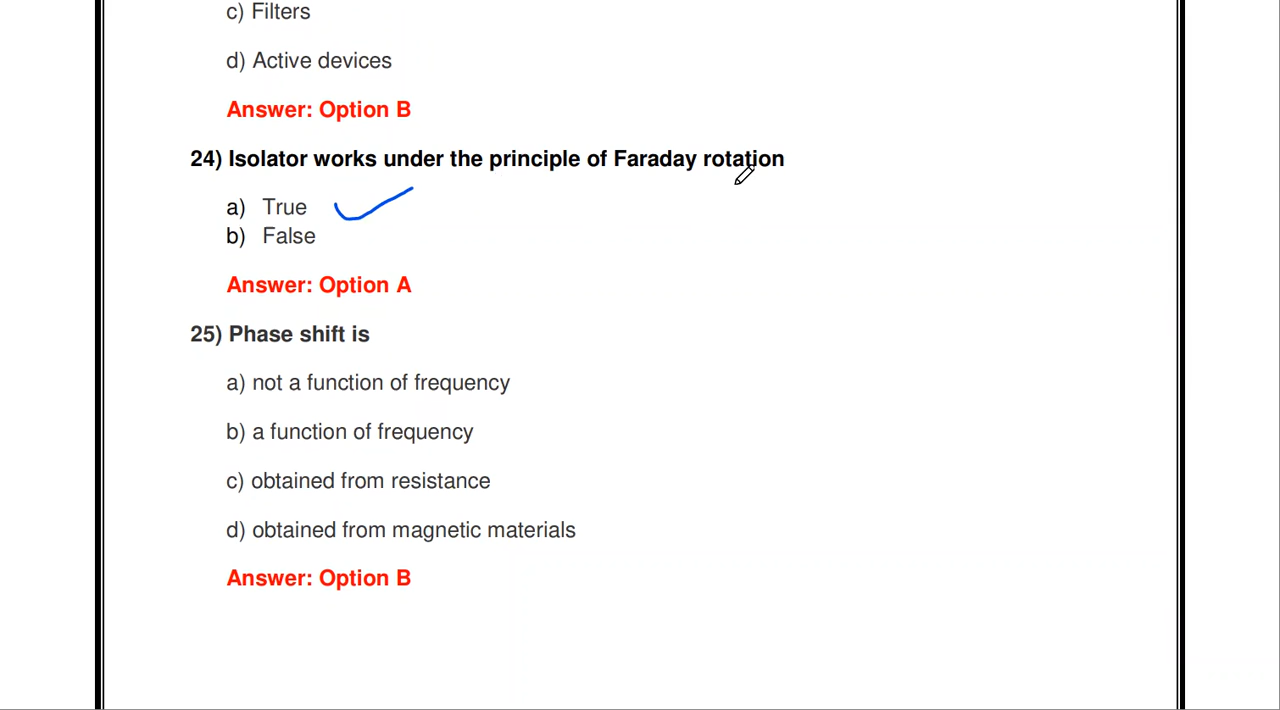 c) Filters
d) Active devices
Answer: Option B
24) Isolator works under the principle of Faraday rotation
a) True
b) False
Answer: Option A
25) Phase shift is
a) not a function of frequency
b) a function of frequency
c) obtained from resistance
d) obtained from magnetic materials
Answer: Option B